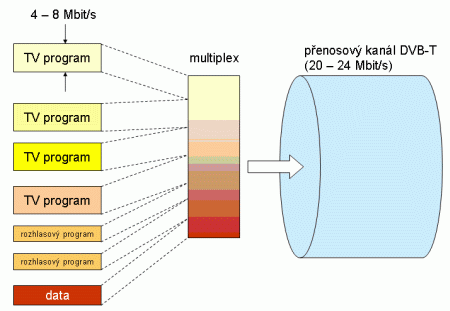 4 – 8 Mbit/s
TV program
TV program
TV program
TV program
rozhlasový program
rozhlasový program
data
multiplex
přenosový kanál DVB-T
(20 – 24 Mbit/s)